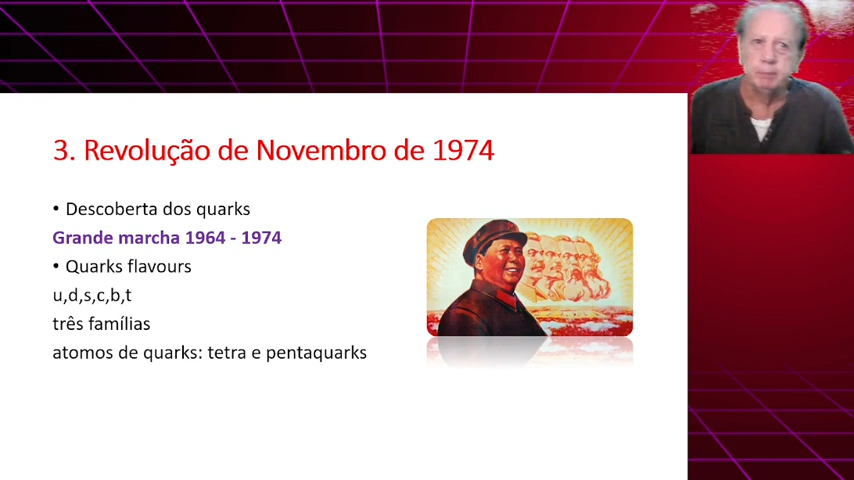 3. Revolução de Novembro de 1974
• Descoberta dos quarks
Grande marcha 1964 - 1974
• Quarks flavours
u,d,s,c,b,t
três famílias
atomos de quarks: tetra e pentaquarks